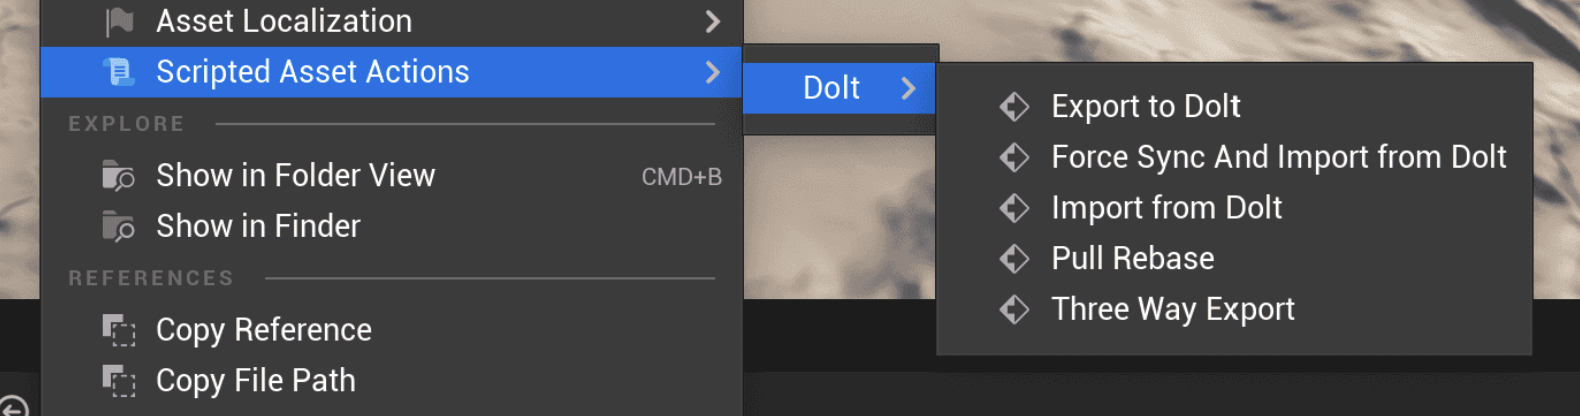 Asset Localization
Scripted Asset Actions
Dolt
Export to Dolt
Force Sync And Import from Dolt
Import from Dolt
Pull Rebase
Three Way Export
EXPLORE
Show in Folder View CMD+B
Show in Finder
REFERENCES
Copy Reference
Copy File Path